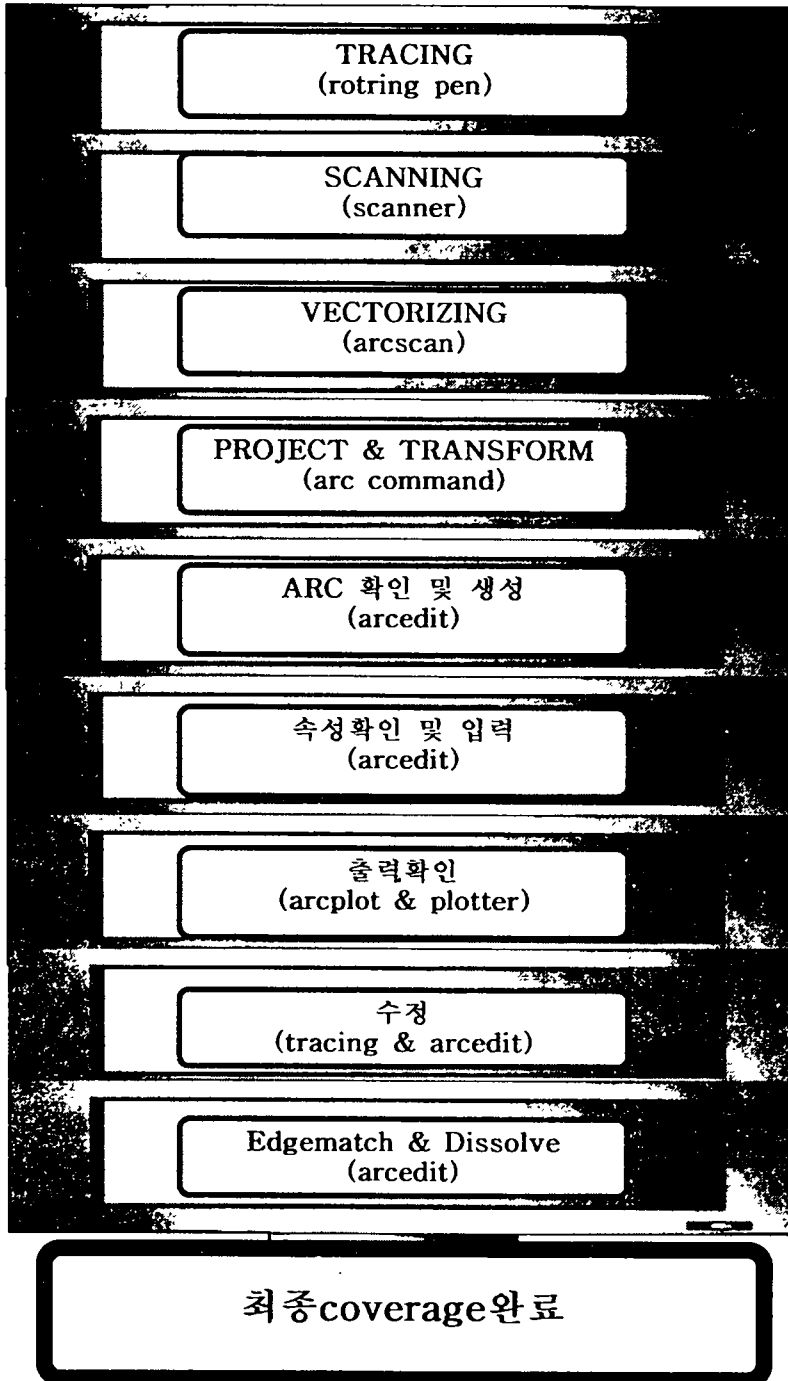 TRACING
(rotring pen)
SCANNING
(scanner)
VECTORIZING
(arcscan)
PROJECT & TRANSFORM
(arc command)
ARC 확인 및 생성
(arcedit)
속성확인 및 입력
(arcedit)
출력확인
(arcplot & plotter)
수정
(tracing & arcedit)
Edgematch & Dissolve
(arcedit)
최종coverage완료